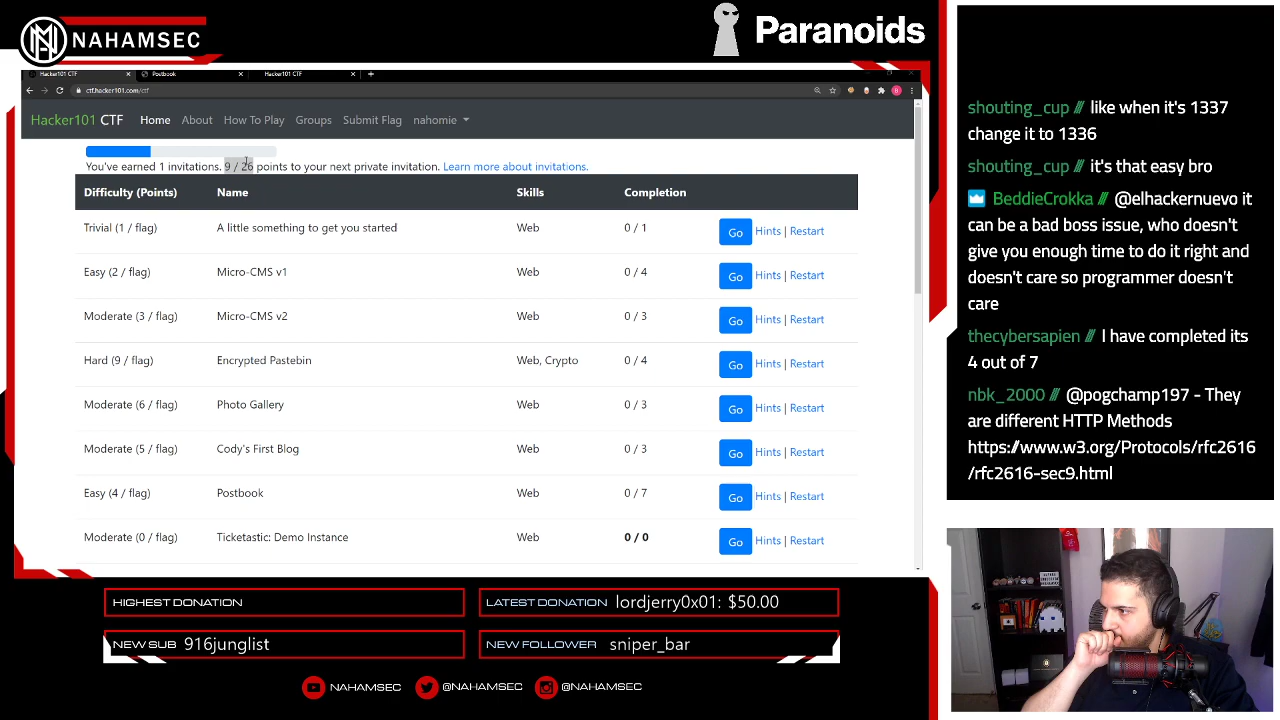 NAHAMSEC
Paranoids
Hacker101 CTF
Postbook
Hacker101 CTF
ctf.hacker101.com/ctf
Hacker101 CTF Home About How To Play Groups Submit Flag nahomie
You've earned 1 invitations. 9 / 26 points to your next private invitation. Learn more about invitations.
Difficulty (Points) Name Skills Completion
Trivial (1 / flag) A little something to get you started Web 0 / 1 Go Hints | Restart
Easy (2 / flag) Micro-CMS v1 Web 0 / 4 Go Hints | Restart
Moderate (3 / flag) Micro-CMS v2 Web 0 / 3 Go Hints | Restart
Hard (9 / flag) Encrypted Pastebin Web, Crypto 0 / 4 Go Hints | Restart
Moderate (6 / flag) Photo Gallery Web 0 / 3 Go Hints | Restart
Moderate (5 / flag) Cody's First Blog Web 0 / 3 Go Hints | Restart
Easy (4 / flag) Postbook Web 0 / 7 Go Hints | Restart
Moderate (0 / flag) Ticketastic: Demo Instance Web 0 / 0 Go Hints | Restart
shouting_cup // like when it's 1337
change it to 1336
shouting_cup // it's that easy bro
BeddieCrokka // @elhackernuevo it
can be a bad boss issue, who doesn't
give you enough time to do it right and
doesn't care so programmer doesn't
care
thecybersapien // I have completed its
4 out of 7
nbk_2000 // @pogchamp197 - They
are different HTTP Methods
https://www.w3.org/Protocols/rfc2616
/rfc2616-sec9.html
HIGHEST DONATION
LATEST DONATION lordjerry0x01: $50.00
NEW SUB 916junglist
NEW FOLLOWER sniper_bar
NAHAMSEC @NAHAMSEC @NAHAMSEC